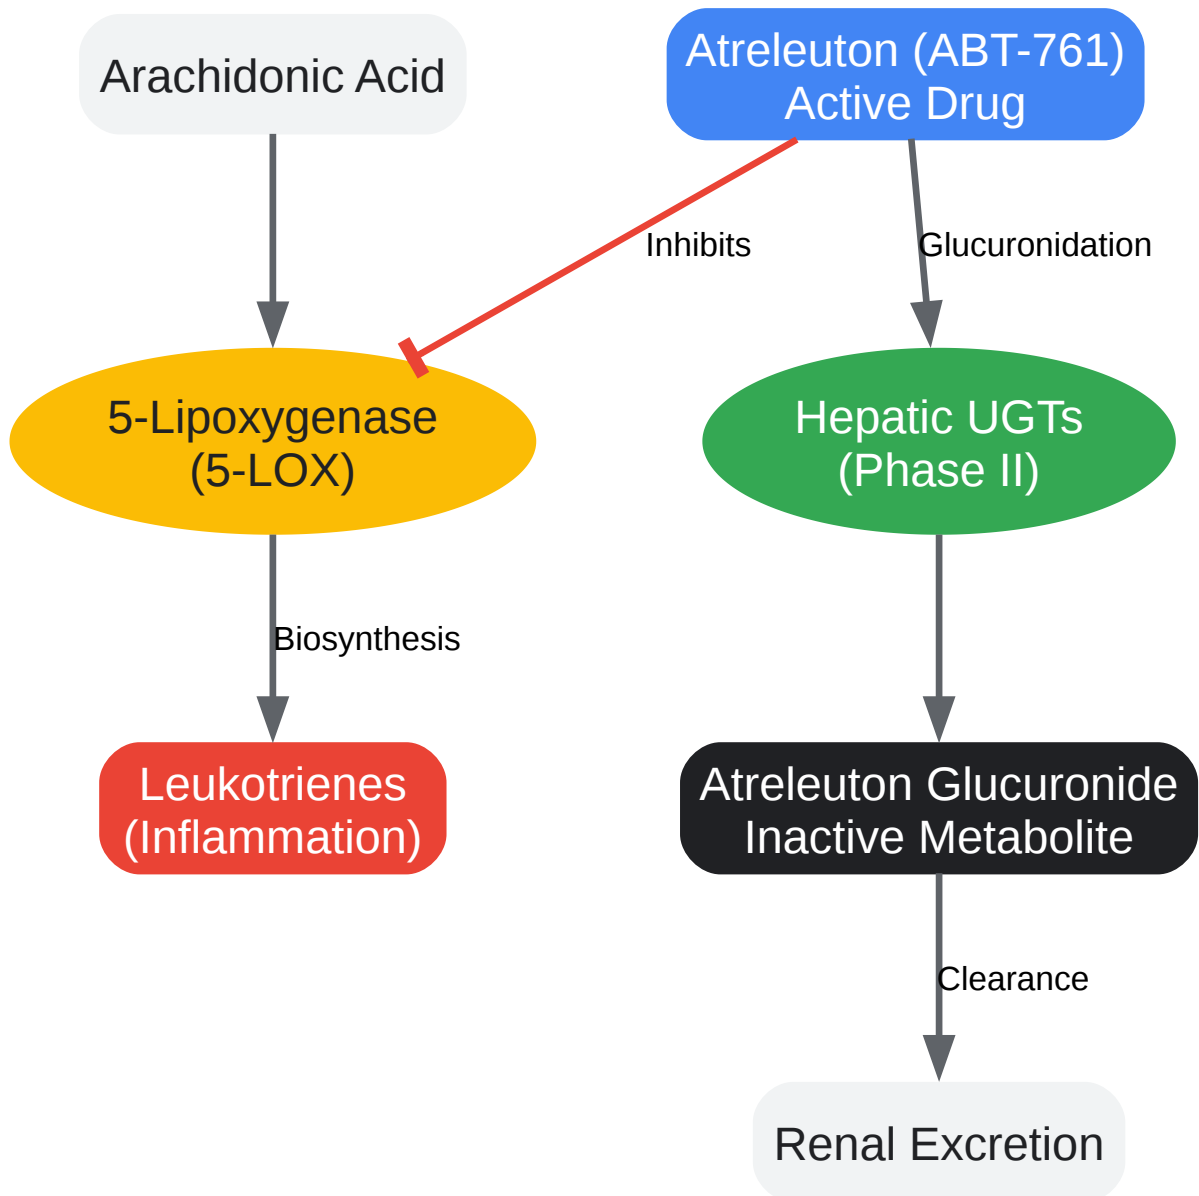 Arachidonic Acid
Atreleuton (ABT-761)
Active Drug
Inhibits
Glucuronidation
5-Lipoxygenase
(5-LOX)
Hepatic UGTs
(Phase II)
Biosynthesis
Leukotrienes
(Inflammation)
Atreleuton Glucuronide
Inactive Metabolite
Clearance
Renal Excretion